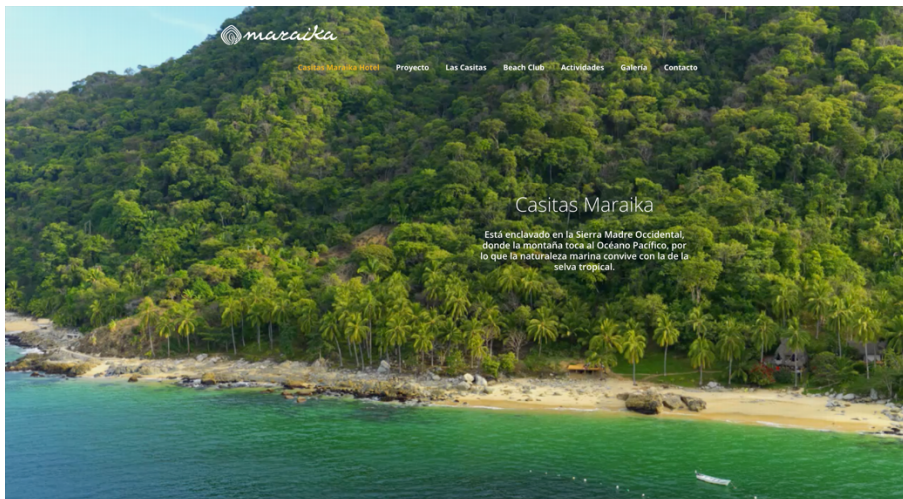 maraika
Casitas Maraika Hotel Proyecto Las Casitas Beach Club Actividades Galería Contacto
Casitas Maraika
Está enclavado en la Sierra Madre Occidental,
donde la montaña toca al Océano Pacífico, por
lo que la naturaleza marina convive con la de la
selva tropical.